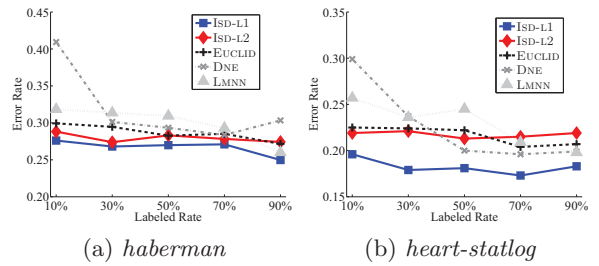 0.45
0.40
0.35
0.30
0.25
0.20
Error Rate
10% 30% 50% 70% 90%
Labeled Rate
ISD-L1
ISD-L2
EUCLID
DNE
LMNN
(a) haberman
0.35
0.30
0.25
0.20
0.15
Error Rate
10% 30% 50% 70% 90%
Labeled Rate
ISD-L1
ISD-L2
EUCLID
DNE
LMNN
(b) heart-statlog